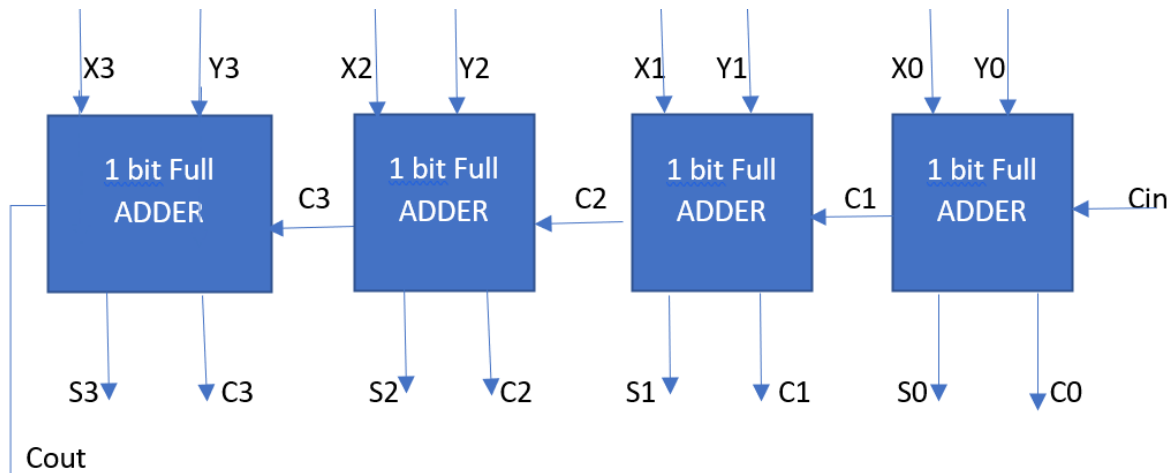 X3 Y3 X2 Y2 X1 Y1 X0 Y0
1 bit Full ADDER
1 bit Full ADDER
1 bit Full ADDER
1 bit Full ADDER
C3 C2 C1 Cin
S3 C3 S2 C2 S1 C1 S0 C0
Cout